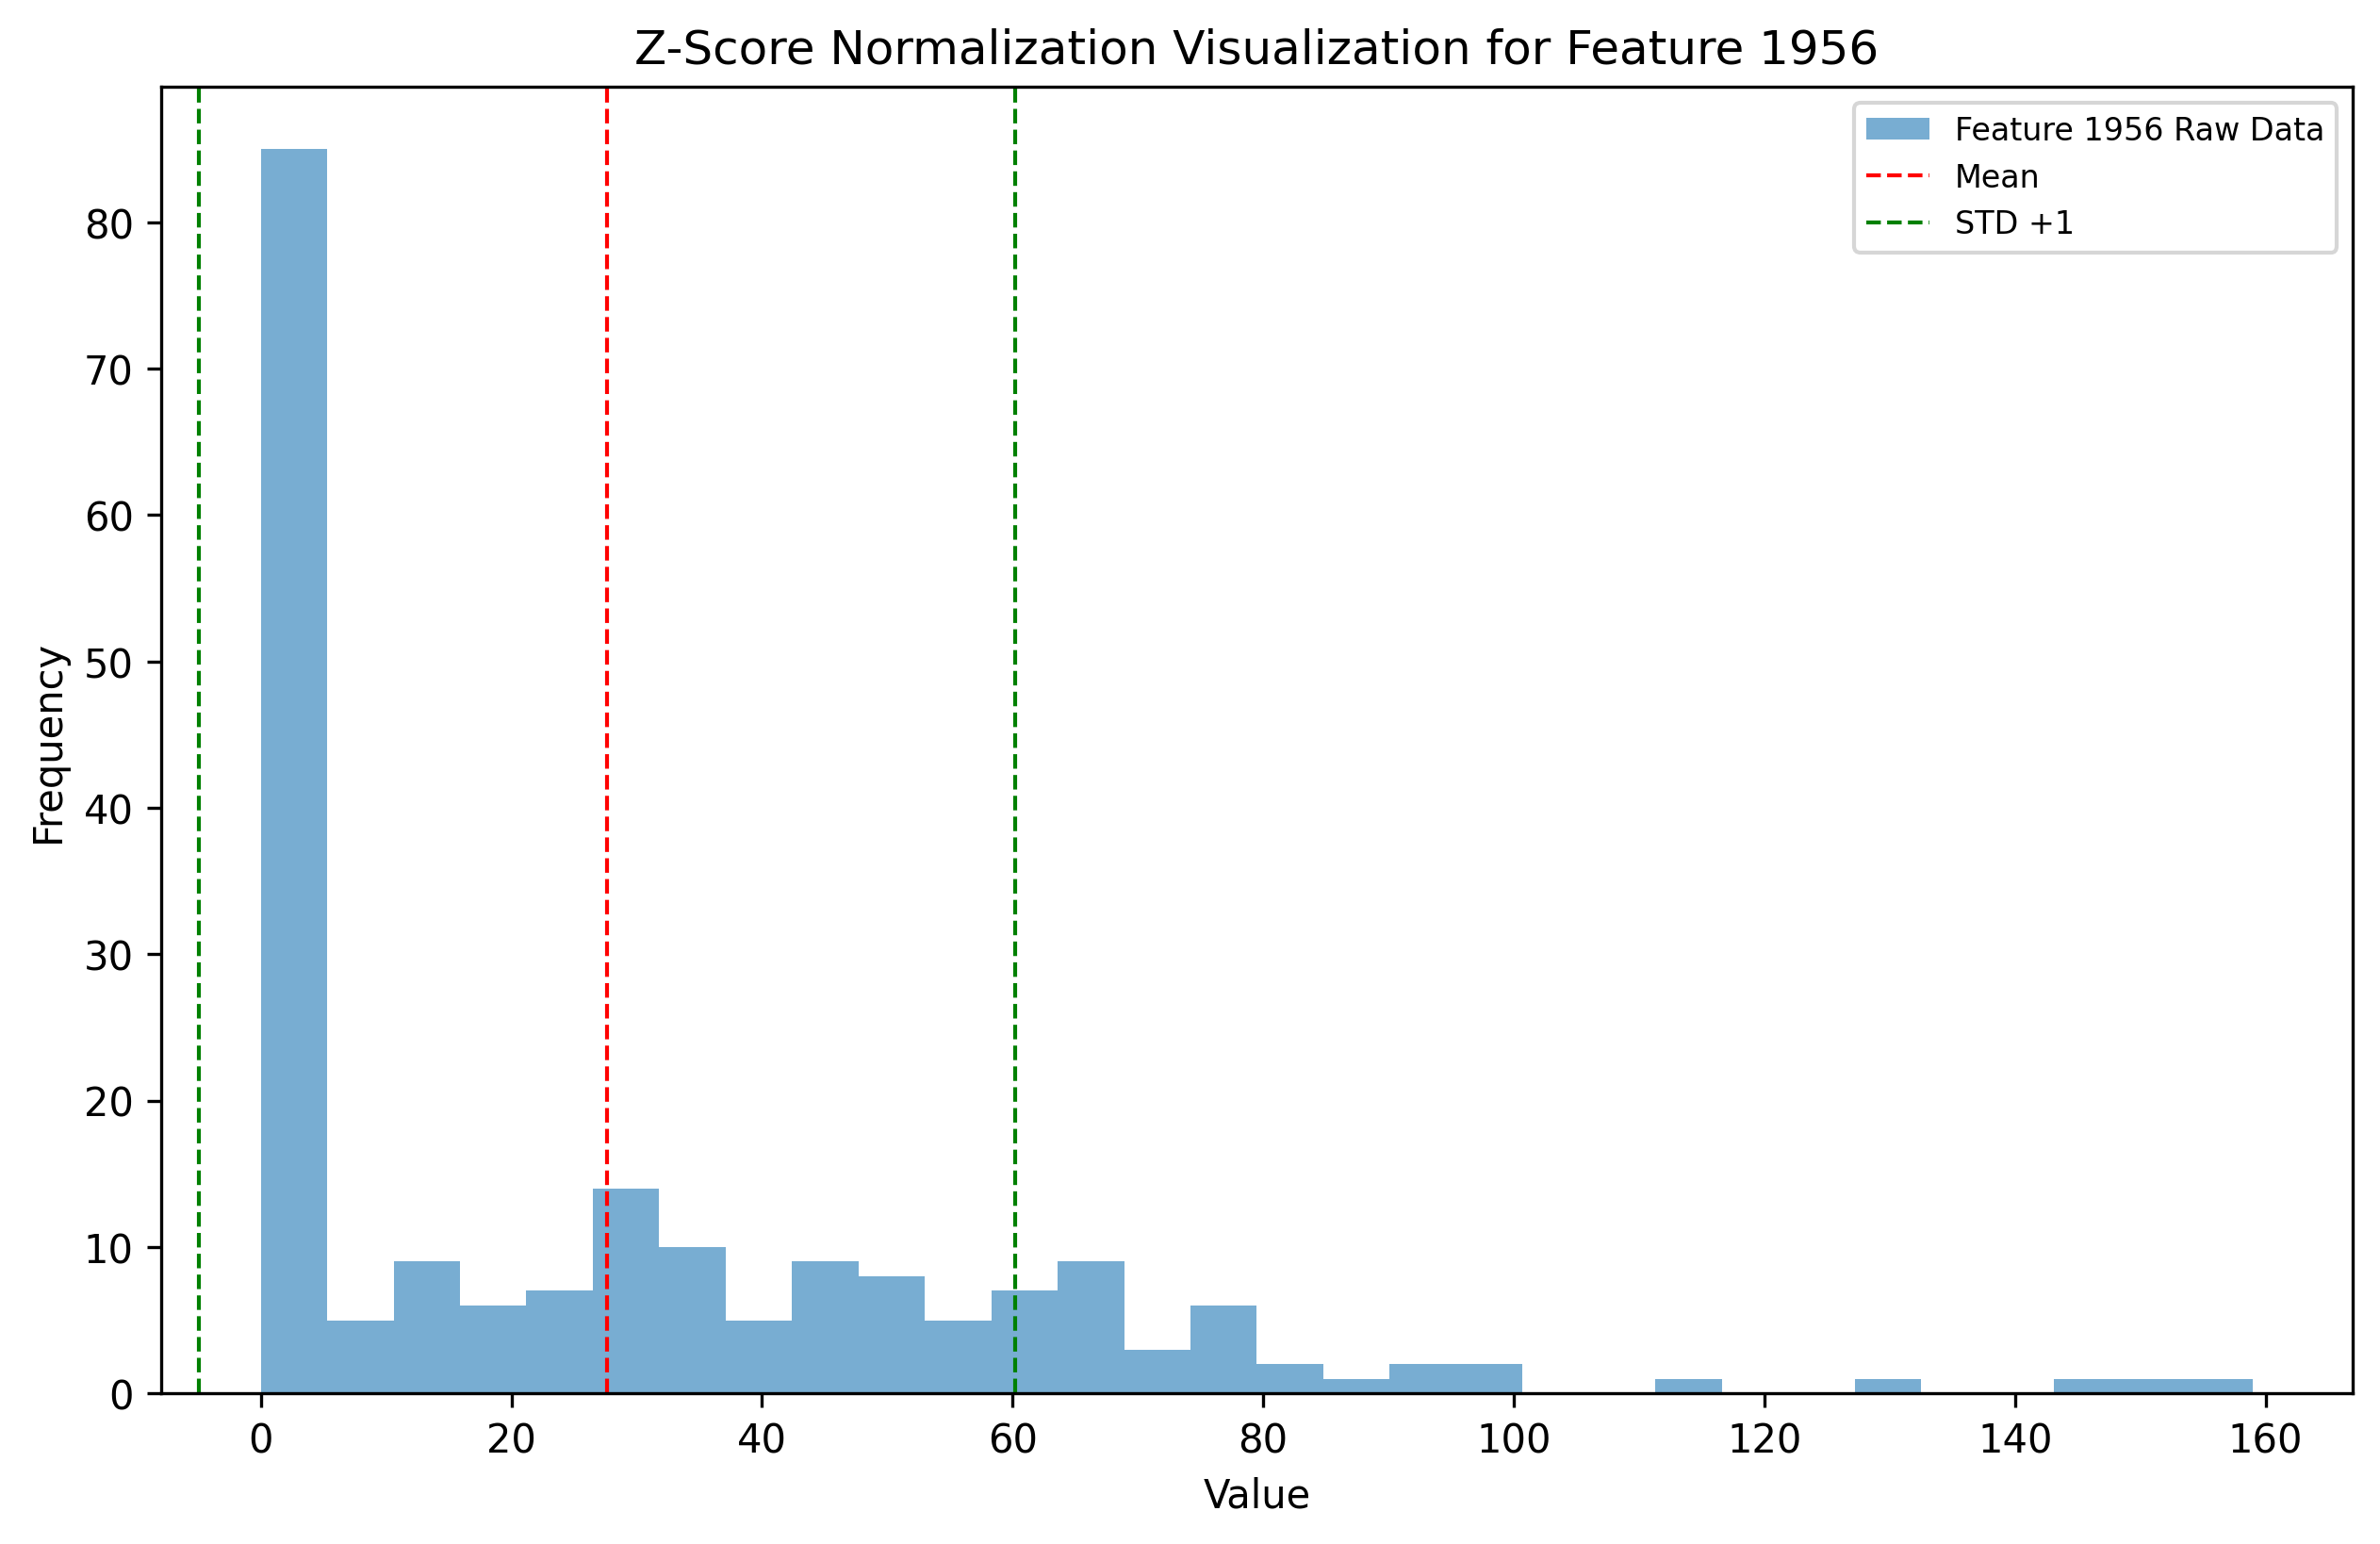 Z-Score Normalization Visualization for Feature 1956
Feature 1956 Raw Data
Mean
STD +1
80
70
60
50
40
30
20
10
0
Frequency
0 20 40 60 80 100 120 140 160
Value